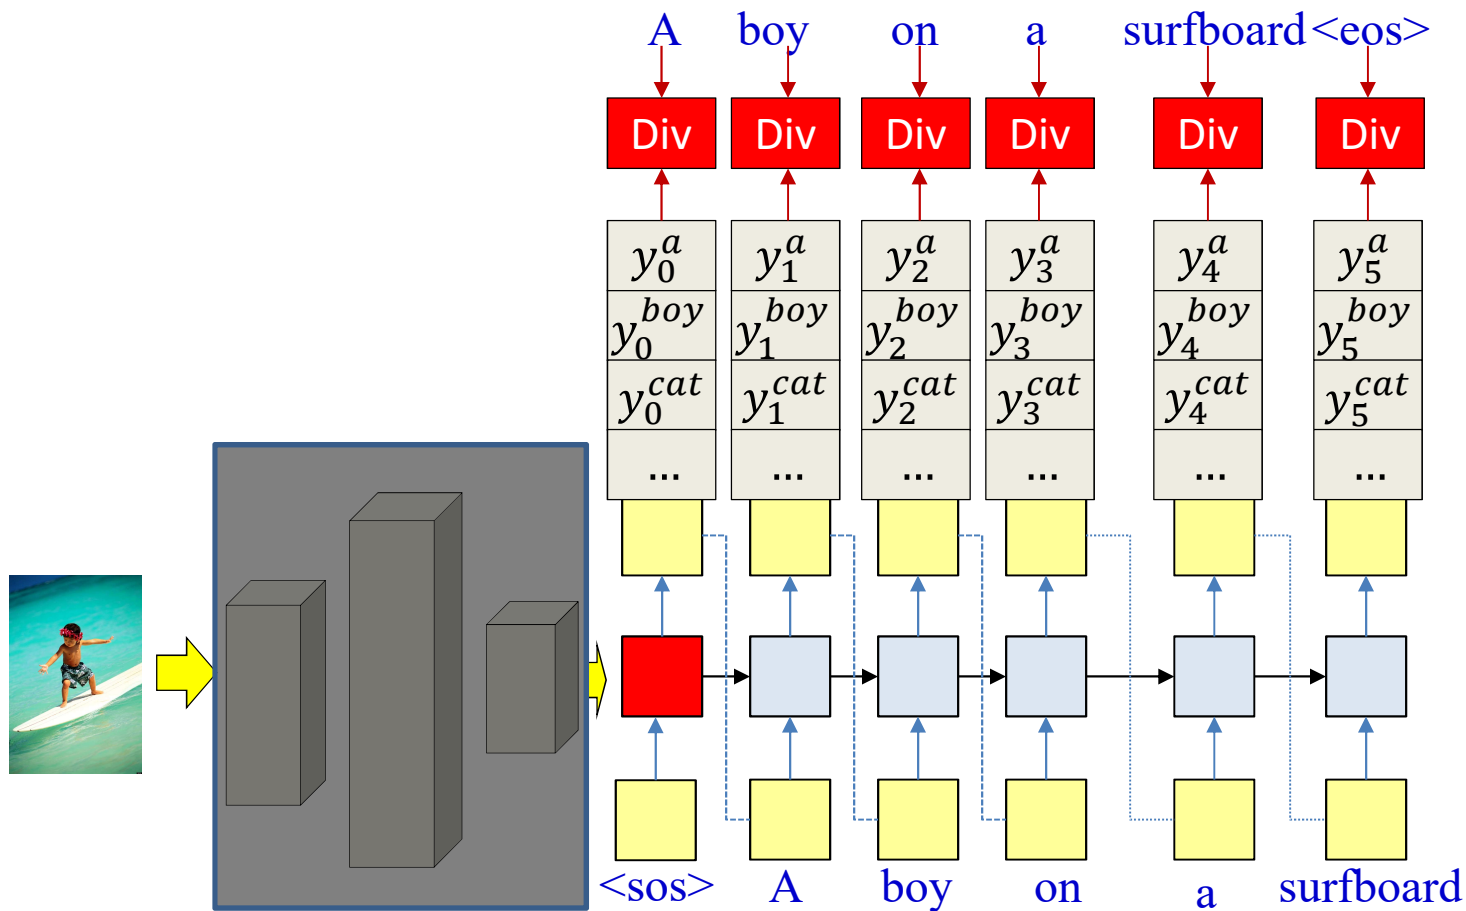 A boy on a surfboard <eos>
Div Div Div Div Div Div
y_0^a y_1^a y_2^a y_3^a y_4^a y_5^a
y_0^{boy} y_1^{boy} y_2^{boy} y_3^{boy} y_4^{boy} y_5^{boy}
y_0^{cat} y_1^{cat} y_2^{cat} y_3^{cat} y_4^{cat} y_5^{cat}
... ... ... ... ... ...
<sos> A boy on a surfboard